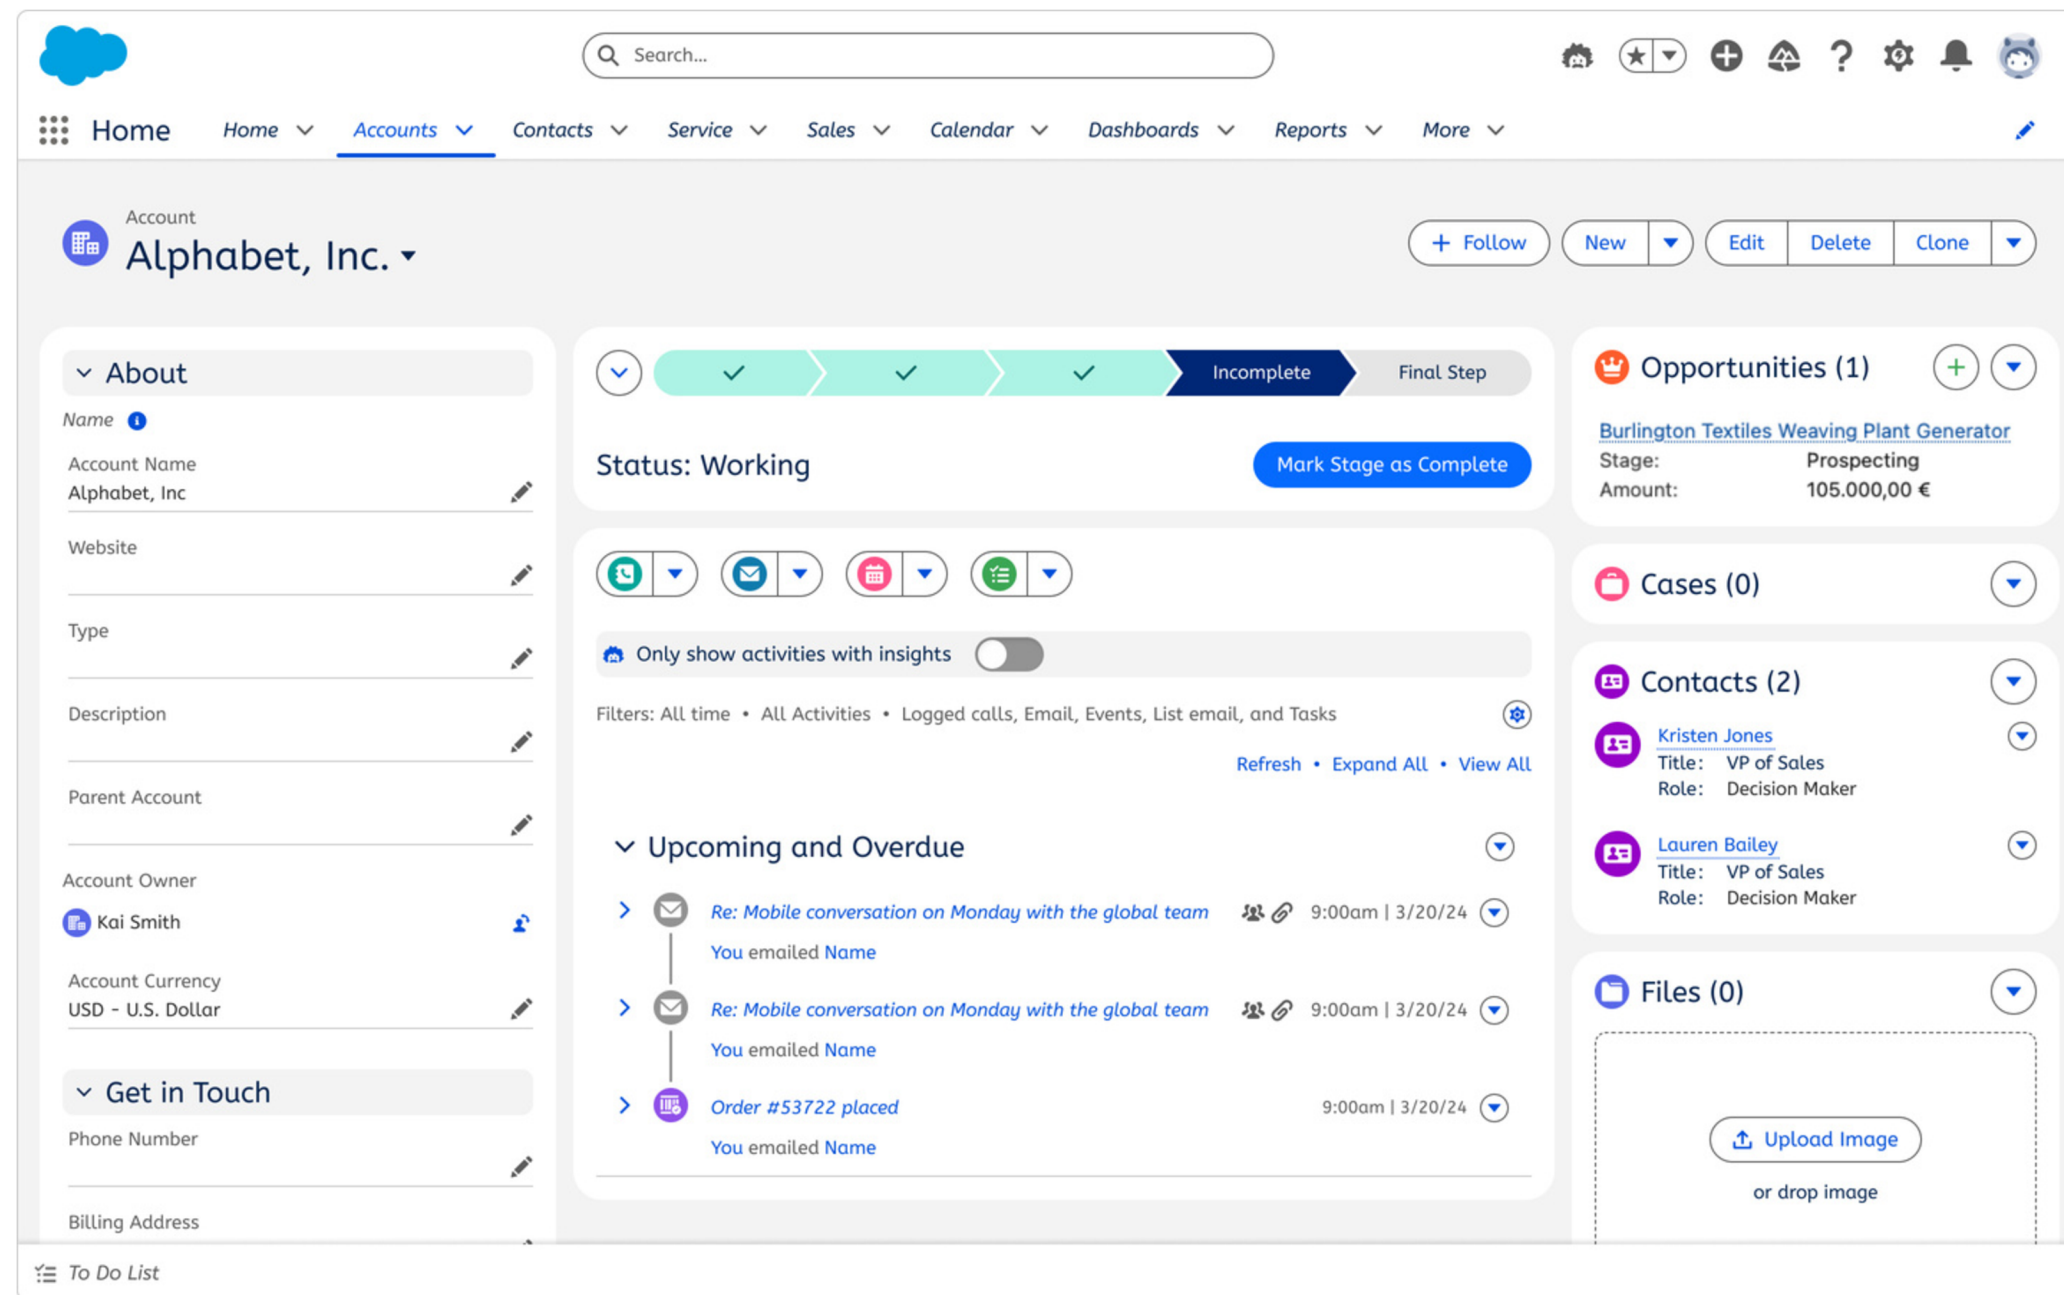 Search...
Home
Home
Accounts
Contacts
Service
Sales
Calendar
Dashboards
Reports
More
Account
Alphabet, Inc.
Follow
New
Edit
Delete
Clone
About
Name
Account Name
Alphabet, Inc
Website
Type
Description
Parent Account
Account Owner
Kai Smith
Account Currency
USD - U.S. Dollar
Get in Touch
Phone Number
Billing Address
Incomplete
Final Step
Status: Working
Mark Stage as Complete
Only show activities with insights
Filters: All time • All Activities • Logged calls, Email, Events, List email, and Tasks
Refresh • Expand All • View All
Upcoming and Overdue
Re: Mobile conversation on Monday with the global team 9:00am | 3/20/24
You emailed Name
Re: Mobile conversation on Monday with the global team 9:00am | 3/20/24
You emailed Name
Order #53722 placed 9:00am | 3/20/24
You emailed Name
Opportunities (1)
Burlington Textiles Weaving Plant Generator
Stage: Prospecting
Amount: 105.000,00 €
Cases (0)
Contacts (2)
Kristen Jones
Title: VP of Sales
Role: Decision Maker
Lauren Bailey
Title: VP of Sales
Role: Decision Maker
Files (0)
Upload Image
or drop image
To Do List